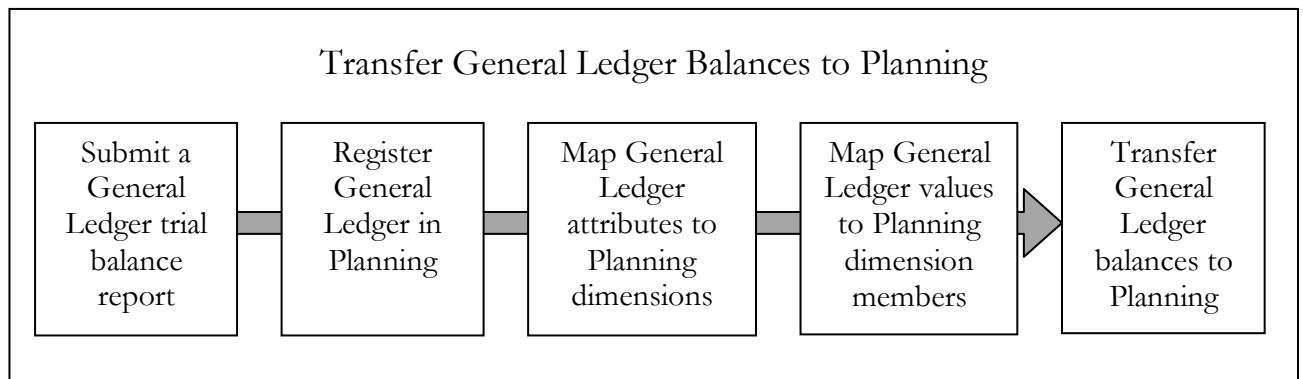 Transfer General Ledger Balances to Planning
Submit a
General
Ledger trial
balance
report
Register
General
Ledger in
Planning
Map General
Ledger
attributes to
Planning
dimensions
Map General
Ledger values
to Planning
dimension
members
Transfer
General
Ledger
balances to
Planning